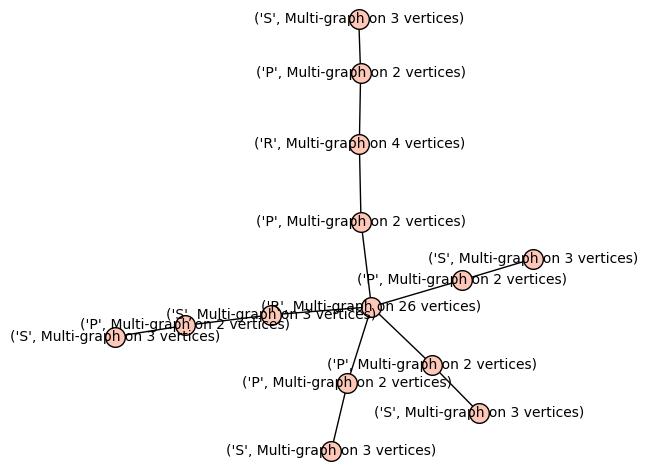 ('S', Multi-graph on 3 vertices)
('P', Multi-graph on 2 vertices)
('R', Multi-graph on 4 vertices)
('P', Multi-graph on 2 vertices)
('S', Multi-graph on 3 vertices)
('P', Multi-graph on 2 vertices)
('R', Multi-graph on 26 vertices)
('S', Multi-graph on 3 vertices)
('P', Multi-graph on 2 vertices)
('S', Multi-graph on 3 vertices)
('P', Multi-graph on 2 vertices)
('P', Multi-graph on 2 vertices)
('S', Multi-graph on 3 vertices)
('S', Multi-graph on 3 vertices)